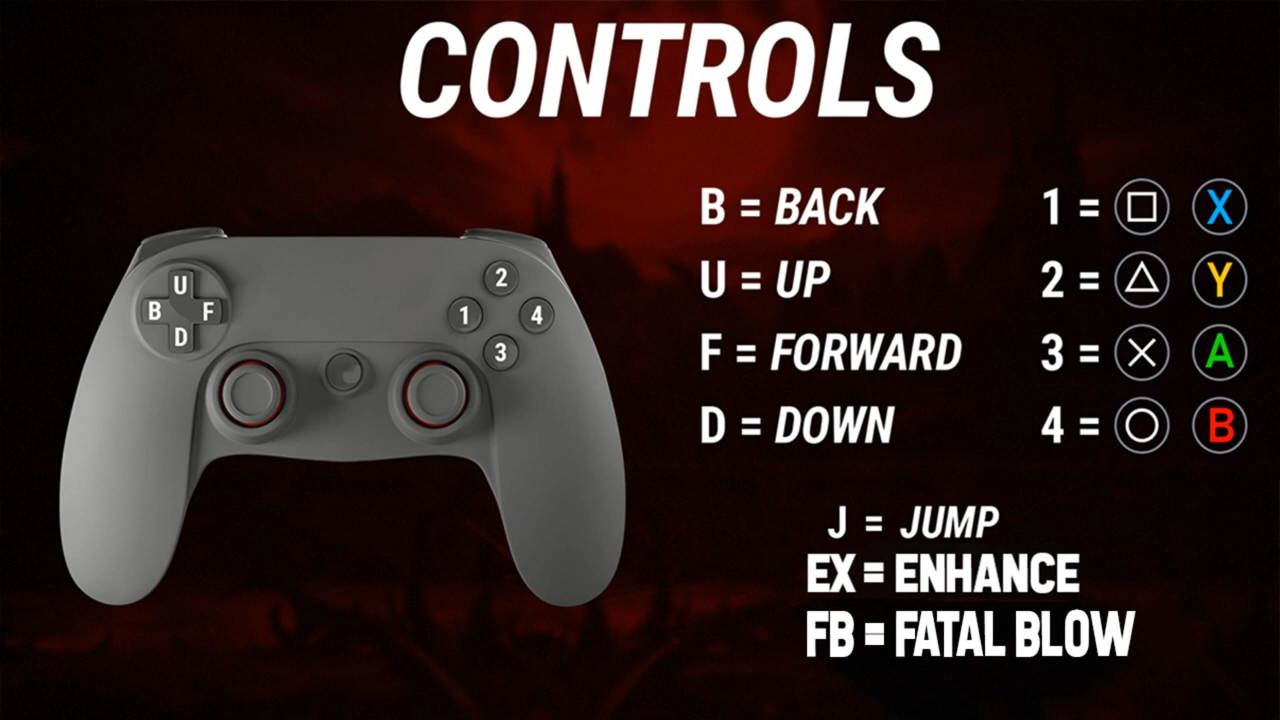 CONTROLS
B = BACK
U = UP
F = FORWARD
D = DOWN
1 = □ X
2 = △ Y
3 = ✕ A
4 = ○ B
J = JUMP
EX = ENHANCE
FB = FATAL BLOW
U
B F
D
2
1 4
3